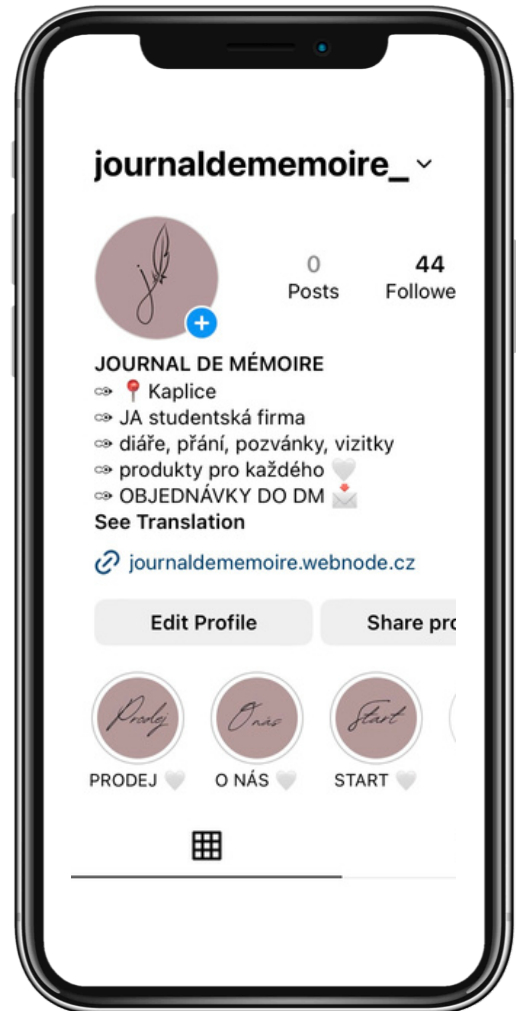 journaldememoire_
0
Posts
44
Followe
JOURNAL DE MÉMOIRE
📍 Kaplice
JA studentská firma
diáře, přání, pozvánky, vizitky
produkty pro každého 🤍
OBJEDNÁVKY DO DM 📩
See Translation
journaldememoire.webnode.cz
Edit Profile
Share pro
Prodej
O nás
Start
PRODEJ 🤍
O NÁS 🤍
START 🤍